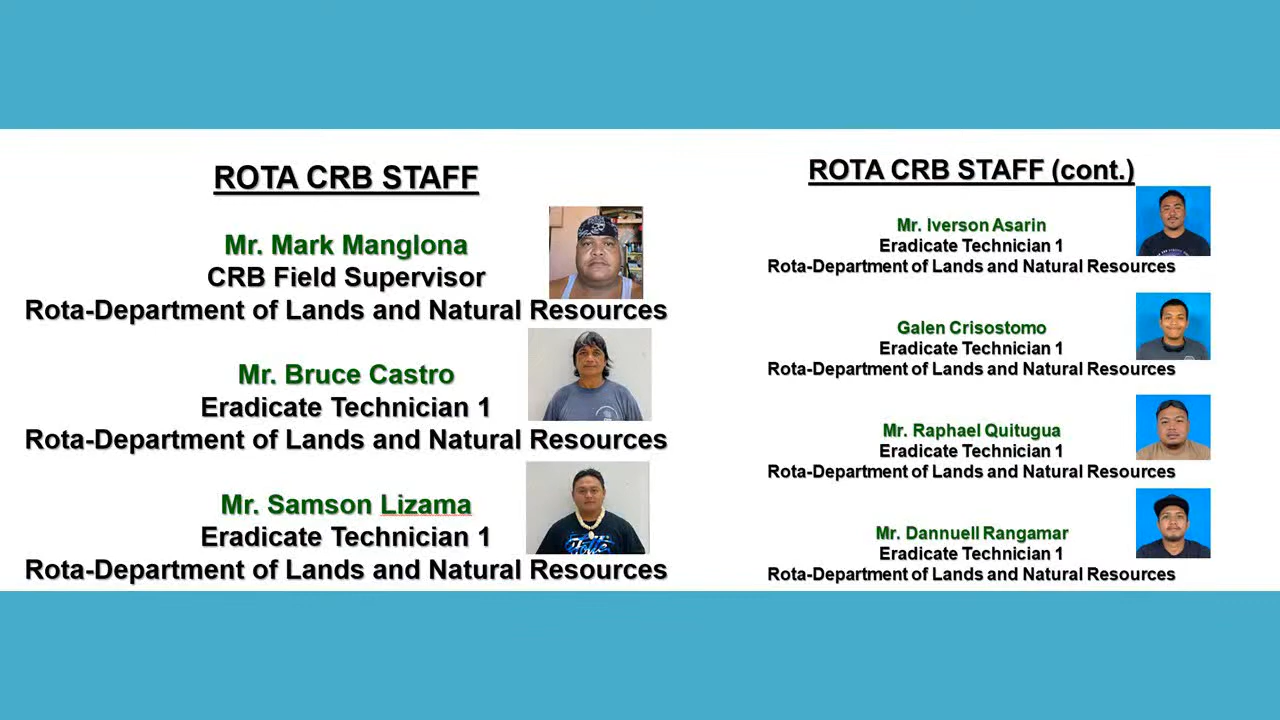 ROTA CRB STAFF
Mr. Mark Manglona
CRB Field Supervisor
Rota-Department of Lands and Natural Resources
Mr. Bruce Castro
Eradicate Technician 1
Rota-Department of Lands and Natural Resources
Mr. Samson Lizama
Eradicate Technician 1
Rota-Department of Lands and Natural Resources
ROTA CRB STAFF (cont.)
Mr. Iverson Asarin
Eradicate Technician 1
Rota-Department of Lands and Natural Resources
Galen Crisostomo
Eradicate Technician 1
Rota-Department of Lands and Natural Resources
Mr. Raphael Quitugua
Eradicate Technician 1
Rota-Department of Lands and Natural Resources
Mr. Dannuell Rangamar
Eradicate Technician 1
Rota-Department of Lands and Natural Resources